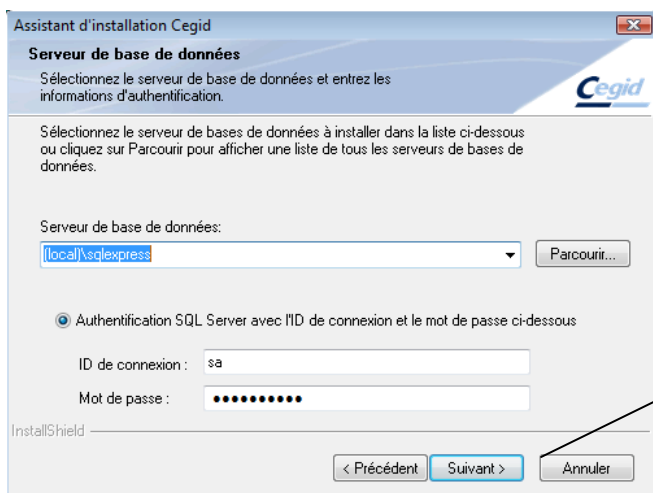 Assistant d'installation Cegid
Serveur de base de données
Sélectionnez le serveur de base de données et entrez les
informations d'authentification.
Cegid
Sélectionnez le serveur de bases de données à installer dans la liste ci-dessous
ou cliquez sur Parcourir pour afficher une liste de tous les serveurs de bases de
données.
Serveur de base de données:
(local)\sqlexpress
Parcourir...
Authentification SQL Server avec l'ID de connexion et le mot de passe ci-dessous
ID de connexion :
sa
Mot de passe :
••••••••••
InstallShield
< Précédent
Suivant >
Annuler